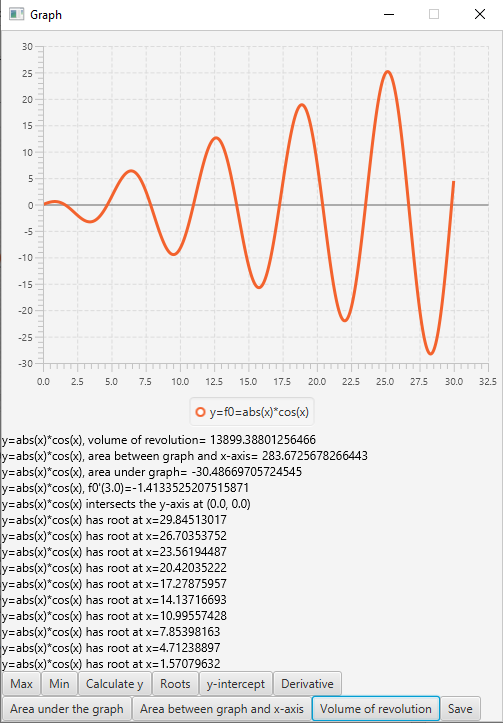 Graph
30
25
20
15
10
5
0
-5
-10
-15
-20
-25
-30
0.0 2.5 5.0 7.5 10.0 12.5 15.0 17.5 20.0 22.5 25.0 27.5 30.0 32.5
y=f0=abs(x)*cos(x)
y=abs(x)*cos(x), volume of revolution= 13899.38801256466
y=abs(x)*cos(x), area between graph and x-axis= 283.6725678266443
y=abs(x)*cos(x), area under graph= -30.48669705724545
y=abs(x)*cos(x), f0'(3.0)=-1.4133525207515871
y=abs(x)*cos(x) intersects the y-axis at (0.0, 0.0)
y=abs(x)*cos(x) has root at x=29.84513017
y=abs(x)*cos(x) has root at x=26.70353752
y=abs(x)*cos(x) has root at x=23.56194487
y=abs(x)*cos(x) has root at x=20.42035222
y=abs(x)*cos(x) has root at x=17.27875957
y=abs(x)*cos(x) has root at x=14.13716693
y=abs(x)*cos(x) has root at x=10.99557428
y=abs(x)*cos(x) has root at x=7.85398163
y=abs(x)*cos(x) has root at x=4.71238897
y=abs(x)*cos(x) has root at x=1.57079632
Max Min Calculate y Roots y-intercept Derivative
Area under the graph Area between graph and x-axis Volume of revolution Save